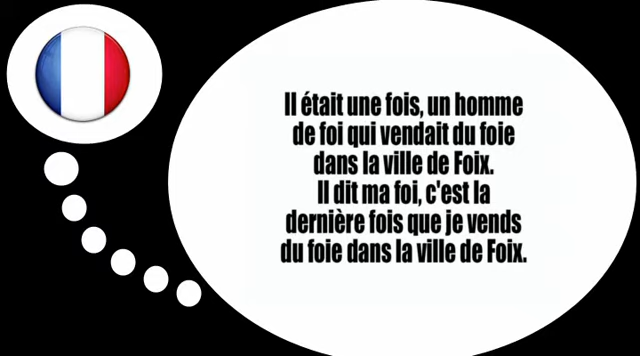 Il était une fois, un homme
de foi qui vendait du foie
dans la ville de Foix.
Il dit ma foi, c'est la
dernière fois que je vends
du foie dans la ville de Foix.